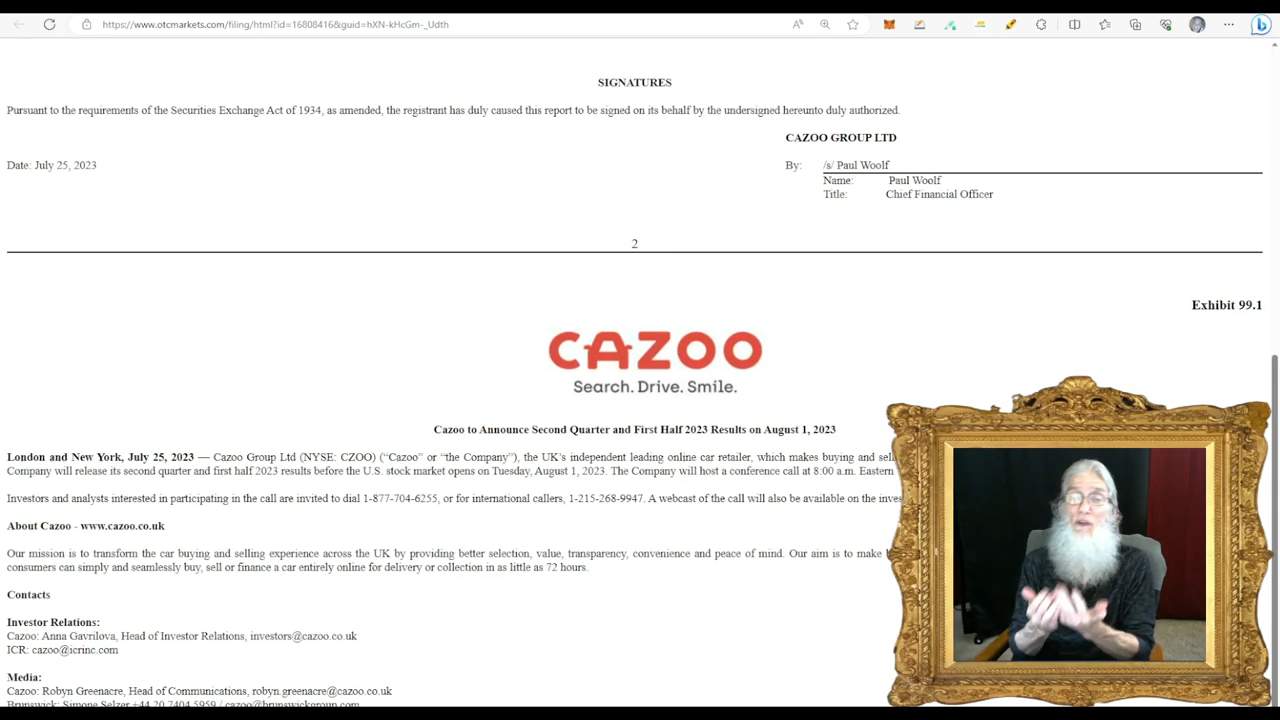 https://www.otcmarkets.com/filing/html?id=16808416&guid=hXN-kHcGm-_Udth
SIGNATURES
Pursuant to the requirements of the Securities Exchange Act of 1934, as amended, the registrant has duly caused this report to be signed on its behalf by the undersigned hereunto duly authorized.
CAZOO GROUP LTD
Date: July 25, 2023
By: /s/ Paul Woolf
Name: Paul Woolf
Title: Chief Financial Officer
2
Exhibit 99.1
CAZOO
Search. Drive. Smile.
Cazoo to Announce Second Quarter and First Half 2023 Results on August 1, 2023
London and New York, July 25, 2023 — Cazoo Group Ltd (NYSE: CZOO) (“Cazoo” or “the Company”), the UK’s independent leading online car retailer, which makes buying and
Company will release its second quarter and first half 2023 results before the U.S. stock market opens on Tuesday, August 1, 2023. The Company will host a conference call at 8:00 a.m. Eastern
Investors and analysts interested in participating in the call are invited to dial 1-877-704-6255, or for international callers, 1-215-268-9947. A webcast of the call will also be available on the
About Cazoo - www.cazoo.co.uk
Our mission is to transform the car buying and selling experience across the UK by providing better selection, value, transparency, convenience and peace of mind. Our aim is to make
consumers can simply and seamlessly buy, sell or finance a car entirely online for delivery or collection in as little as 72 hours.
Contacts
Investor Relations:
Cazoo: Anna Gavrilova, Head of Investor Relations, investors@cazoo.co.uk
ICR: cazoo@icrinc.com
Media:
Cazoo: Robyn Greenacre, Head of Communications, robyn.greenacre@cazoo.co.uk
Brunswick: Simone Selzer +44 20 7404 5959 / cazoo@brunswickgroup.com